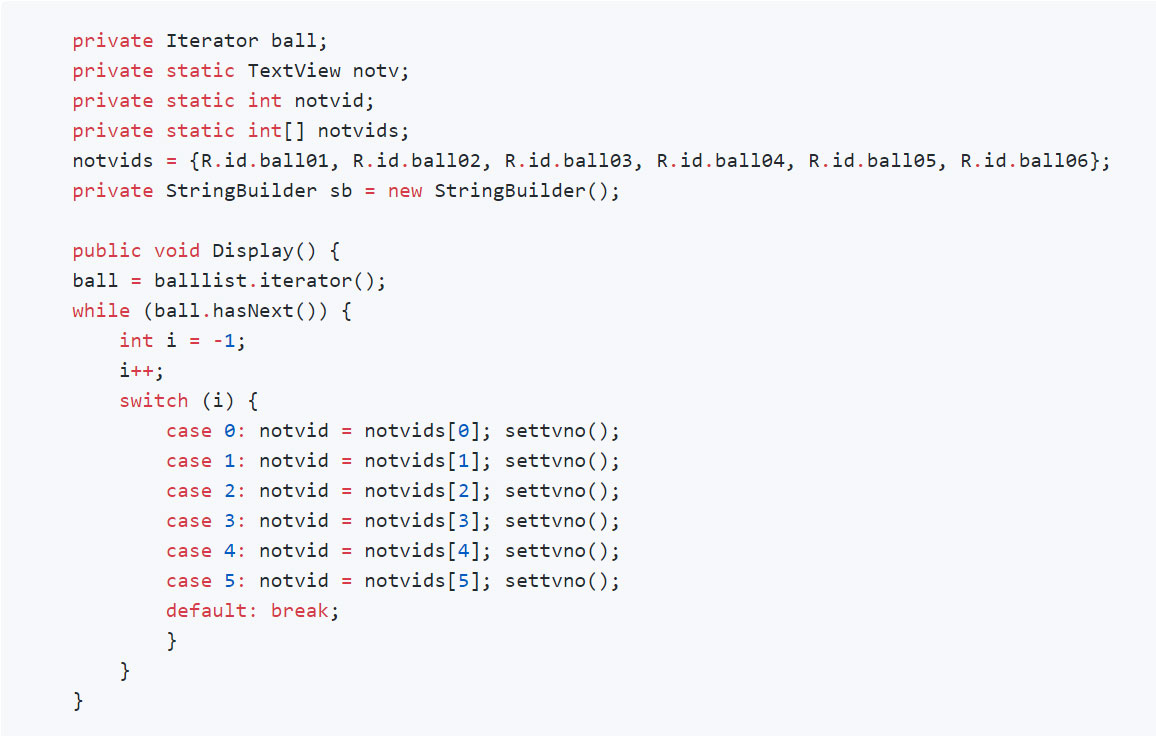 private Iterator ball;
private static TextView notv;
private static int notvid;
private static int[] notvids;
notvids = {R.id.ball01, R.id.ball02, R.id.ball03, R.id.ball04, R.id.ball05, R.id.ball06};
private StringBuilder sb = new StringBuilder();
public void Display() {
ball = balllist.iterator();
while (ball.hasNext()) {
int i = -1;
i++;
switch (i) {
case 0: notvid = notvids[0]; settvno();
case 1: notvid = notvids[1]; settvno();
case 2: notvid = notvids[2]; settvno();
case 3: notvid = notvids[3]; settvno();
case 4: notvid = notvids[4]; settvno();
case 5: notvid = notvids[5]; settvno();
default: break;
}
}
}